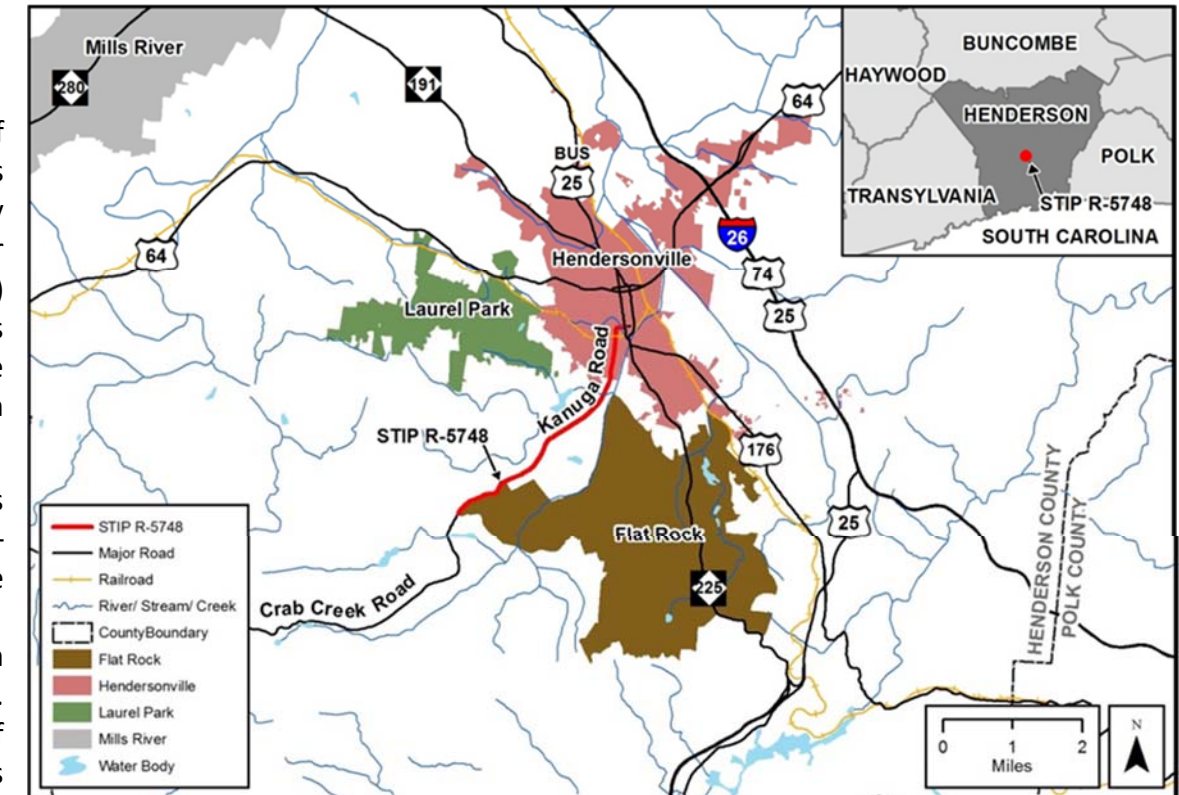 Mills River
280
191
64
BUS
25
BUNCOMBE
HAYWOOD
HENDERSON
POLK
TRANSYLVANIA
STIP R-5748
SOUTH CAROLINA
64
Hendersonville
26
74
25
Laurel Park
Kanuga Road
STIP R-5748
176
25
Flat Rock
225
Crab Creek Road
HENDERSON COUNTY
POLK COUNTY
STIP R-5748
Major Road
Railroad
River/ Stream/ Creek
CountyBoundary
Flat Rock
Hendersonville
Laurel Park
Mills River
Water Body
0 1 2
Miles
N